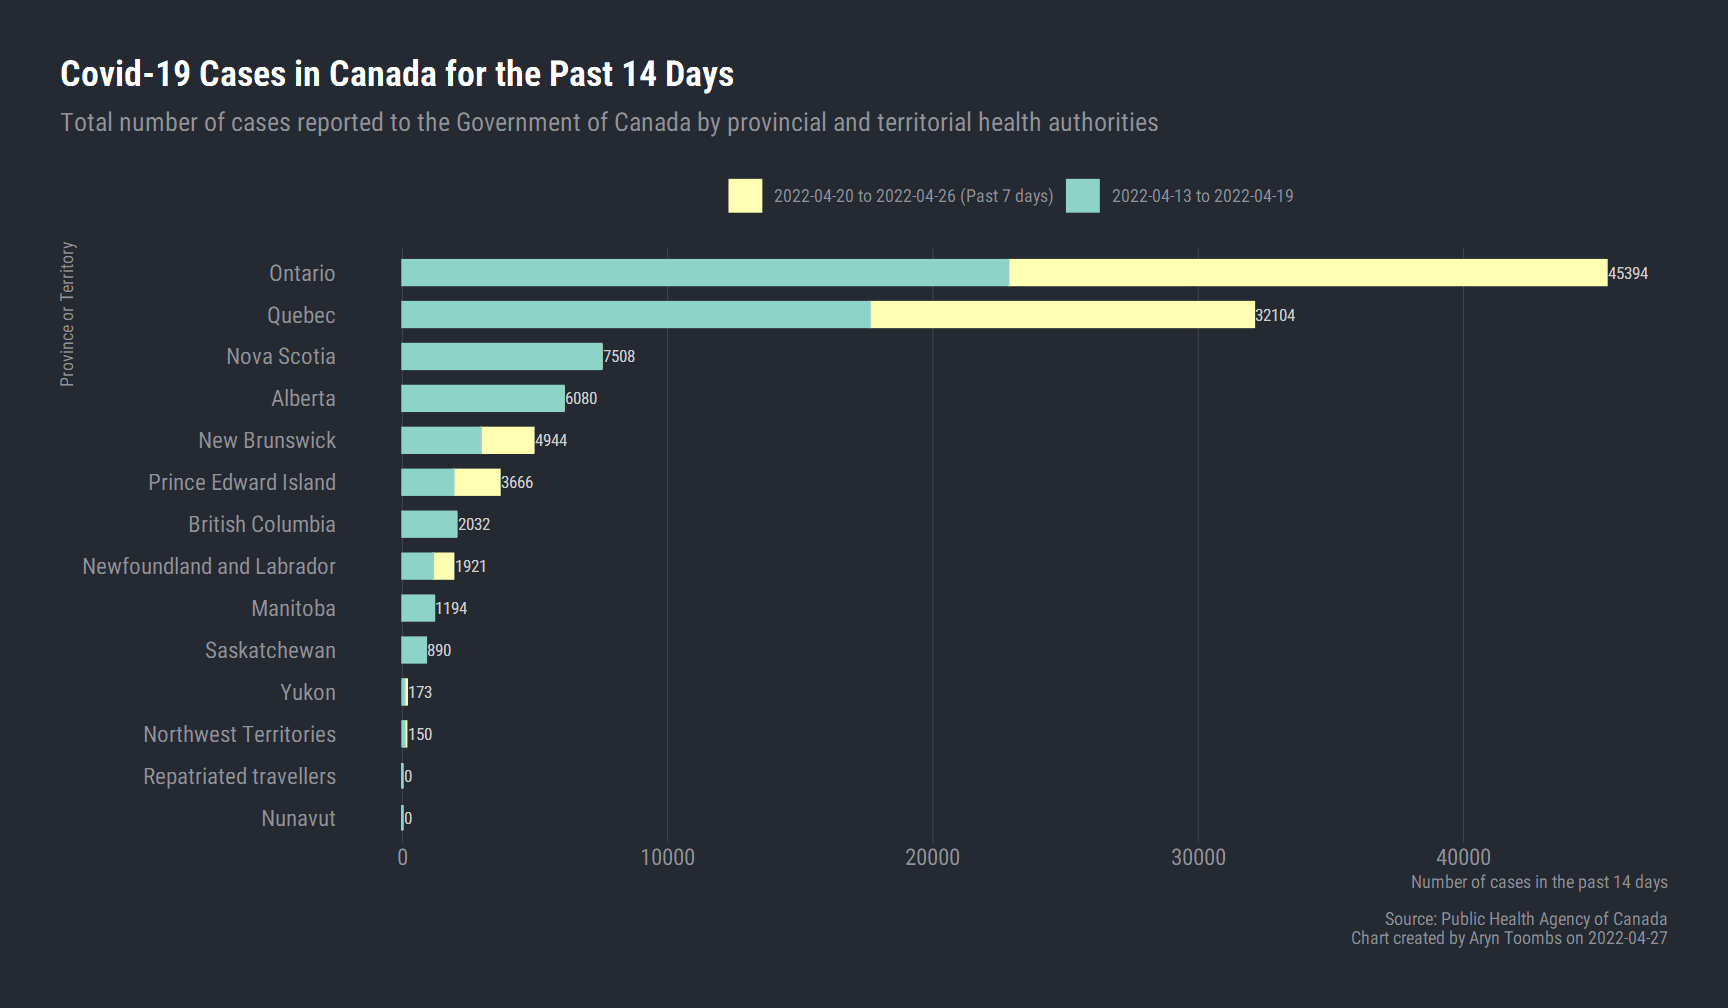 Covid-19 Cases in Canada for the Past 14 Days
Total number of cases reported to the Government of Canada by provincial and territorial health authorities
2022-04-20 to 2022-04-26 (Past 7 days) 2022-04-13 to 2022-04-19
Province or Territory
Ontario 45394
Quebec 32104
Nova Scotia 7508
Alberta 6080
New Brunswick 4944
Prince Edward Island 3666
British Columbia 2032
Newfoundland and Labrador 1921
Manitoba 1194
Saskatchewan 890
Yukon 173
Northwest Territories 150
Repatriated travellers 0
Nunavut 0
0 10000 20000 30000 40000
Number of cases in the past 14 days
Source: Public Health Agency of Canada
Chart created by Aryn Toombs on 2022-04-27